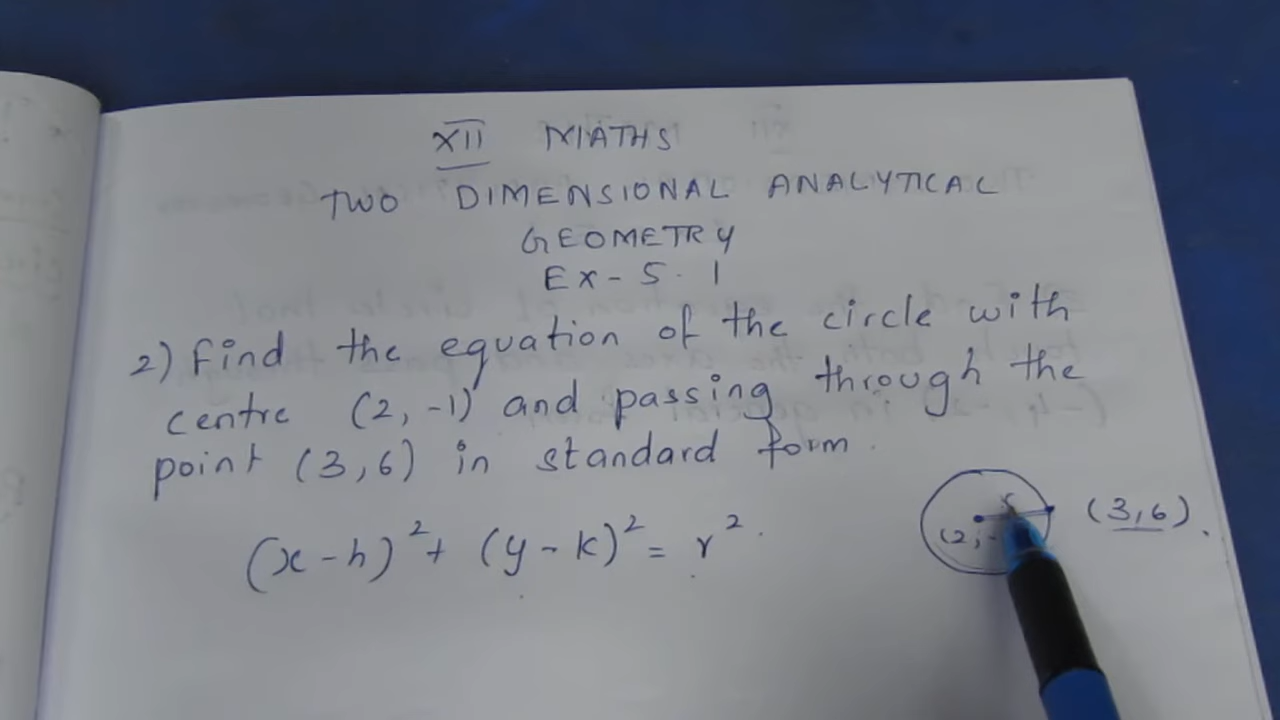 XII MATHS
TWO DIMENSIONAL ANALYTICAL
GEOMETRY
Ex-5.1
2) Find the equation of the circle with
centre (2,-1) and passing through the
point (3,6) in standard form.
(x-h)²+ (y-k)² = r².
(3,6).
(2,-